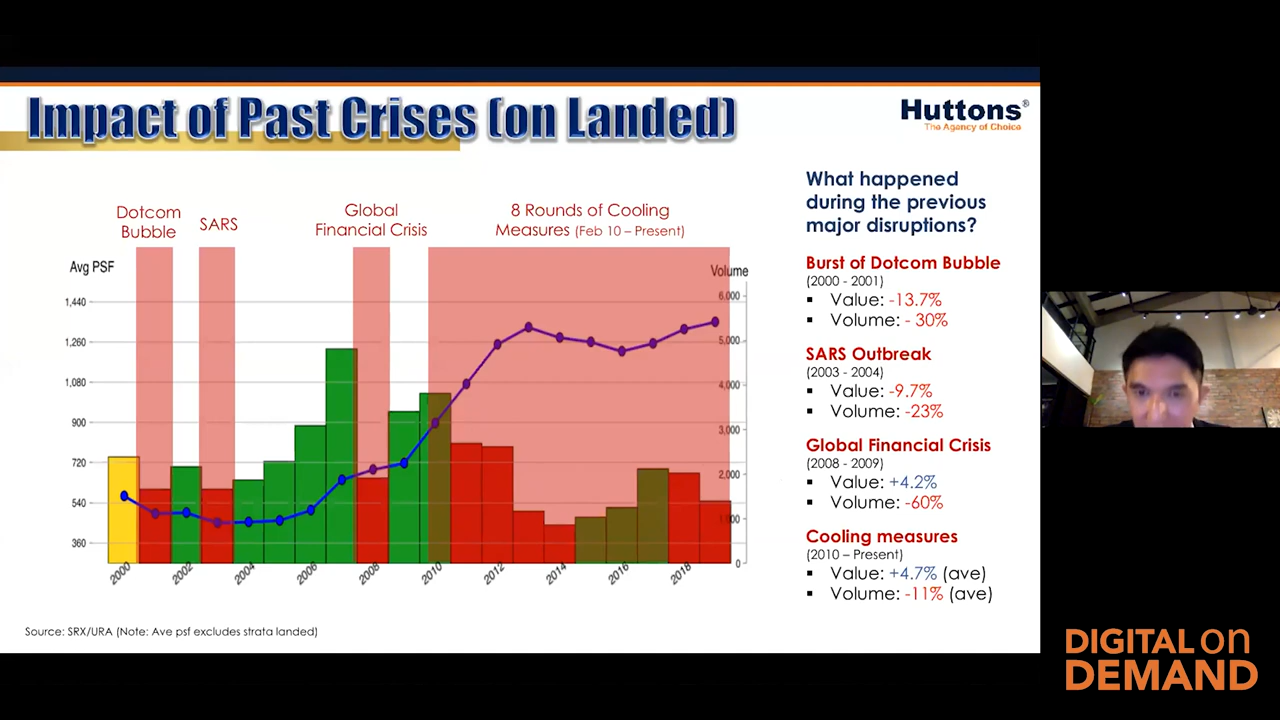 Impact of Past Crises (on Landed)
Huttons®
The Agency of Choice
Dotcom
Bubble
SARS
Global
Financial Crisis
8 Rounds of Cooling
Measures (Feb 10 – Present)
Avg PSF
Volume
1,440
1,260
1,080
900
720
540
360
6,000
5,000
4,000
3,000
2,000
1,000
0
2000
2002
2004
2006
2008
2010
2012
2014
2016
2018
Source: SRX/URA (Note: Ave psf excludes strata landed)
What happened
during the previous
major disruptions?
Burst of Dotcom Bubble
(2000 - 2001)
▪ Value: -13.7%
▪ Volume: - 30%
SARS Outbreak
(2003 - 2004)
▪ Value: -9.7%
▪ Volume: -23%
Global Financial Crisis
(2008 - 2009)
▪ Value: +4.2%
▪ Volume: -60%
Cooling measures
(2010 – Present)
▪ Value: +4.7% (ave)
▪ Volume: -11% (ave)
DIGITAL on
DEMAND